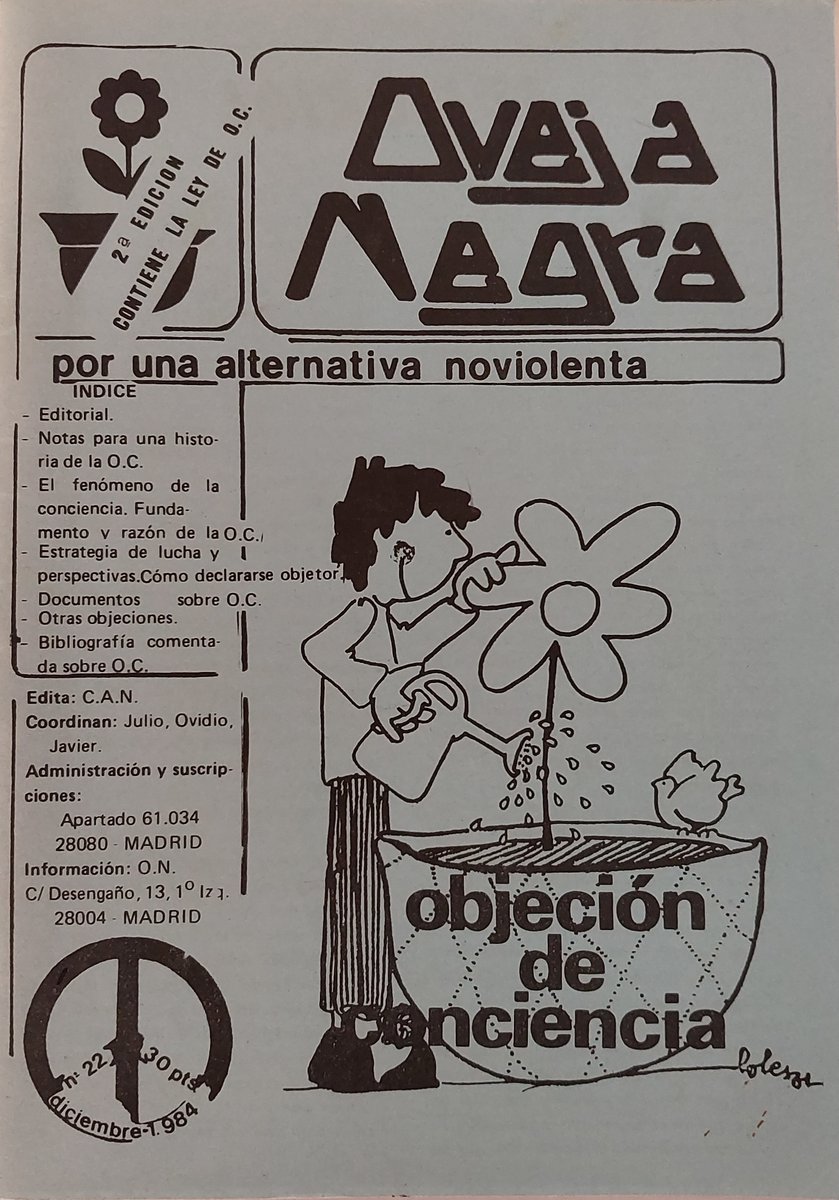 2ª EDICION
CONTIENE LA LEY DE O.C.
Oveja
Negra
por una alternativa noviolenta
INDICE
- Editorial.
- Notas para una histo-
ria de la O.C.
- El fenómeno de la
conciencia. Funda-
mento y razón de la O.C.
- Estrategia de lucha y
perspectivas.Cómo declararse objetor.
- Documentos sobre O.C.
- Otras objeciones.
- Bibliografía comenta-
da sobre O.C.
Edita: C.A.N.
Coordinan: Julio, Ovidio,
Javier.
Administración y suscrip-
ciones:
Apartado 61.034
28080 - MADRID
Información: O.N.
C/ Desengaño, 13, 1º Izq.
28004 - MADRID
nº 22 30 pts
diciembre-1.984
objeción
de
conciencia